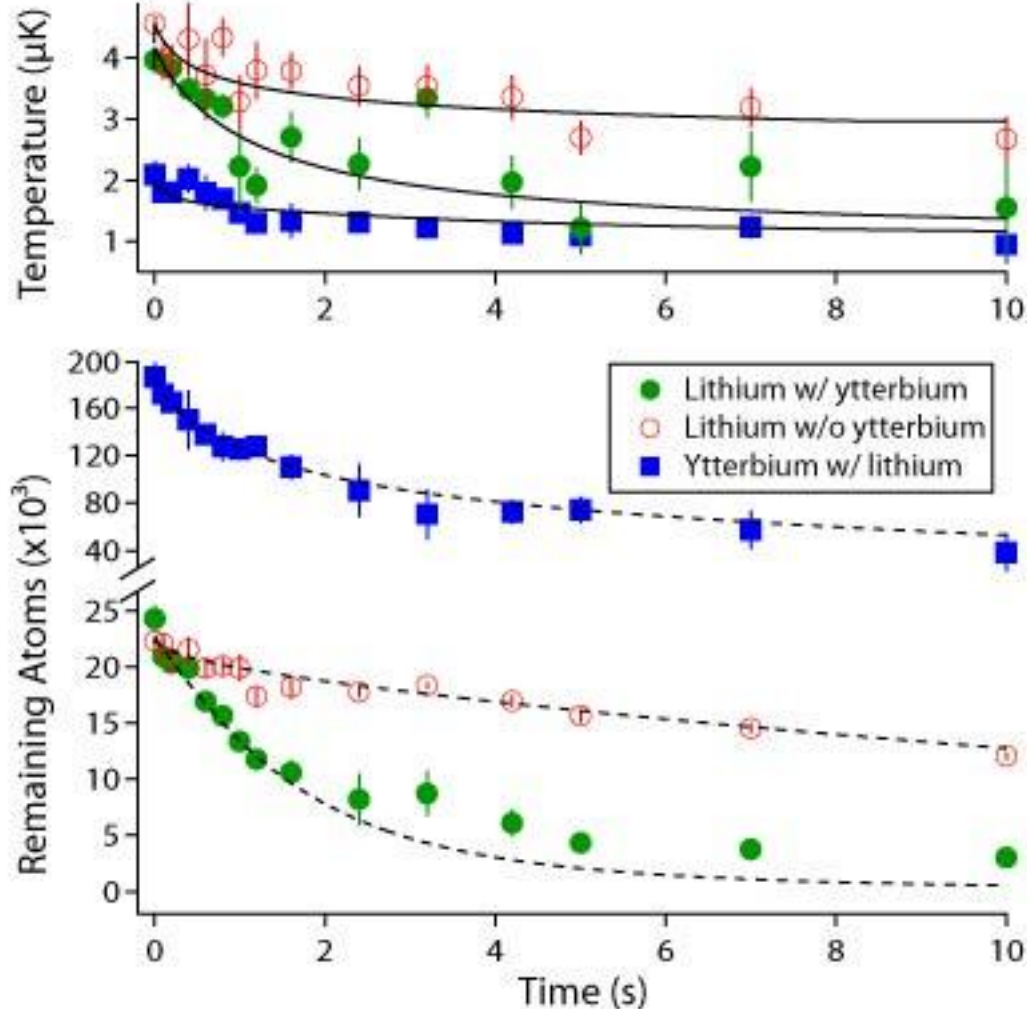 Temperature (μK)
4
3
2
1
0 2 4 6 8 10
Remaining Atoms (x10³)
200
160
120
80
40
25
20
15
10
5
0
Lithium w/ ytterbium
Lithium w/o ytterbium
Ytterbium w/ lithium
0 2 4 6 8 10
Time (s)